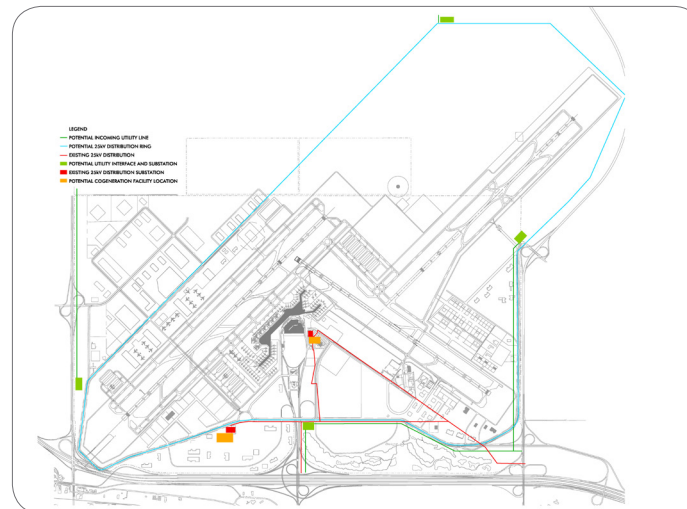 LEGEND
POTENTIAL INCOMING UTILITY LINE
POTENTIAL 25kV DISTRIBUTION RING
EXISTING 25kV DISTRIBUTION
POTENTIAL UTILITY INTERFACE AND SUBSTATION
EXISTING 25kV DISTRIBUTION SUBSTATION
POTENTIAL COGENERATION FACILITY LOCATION